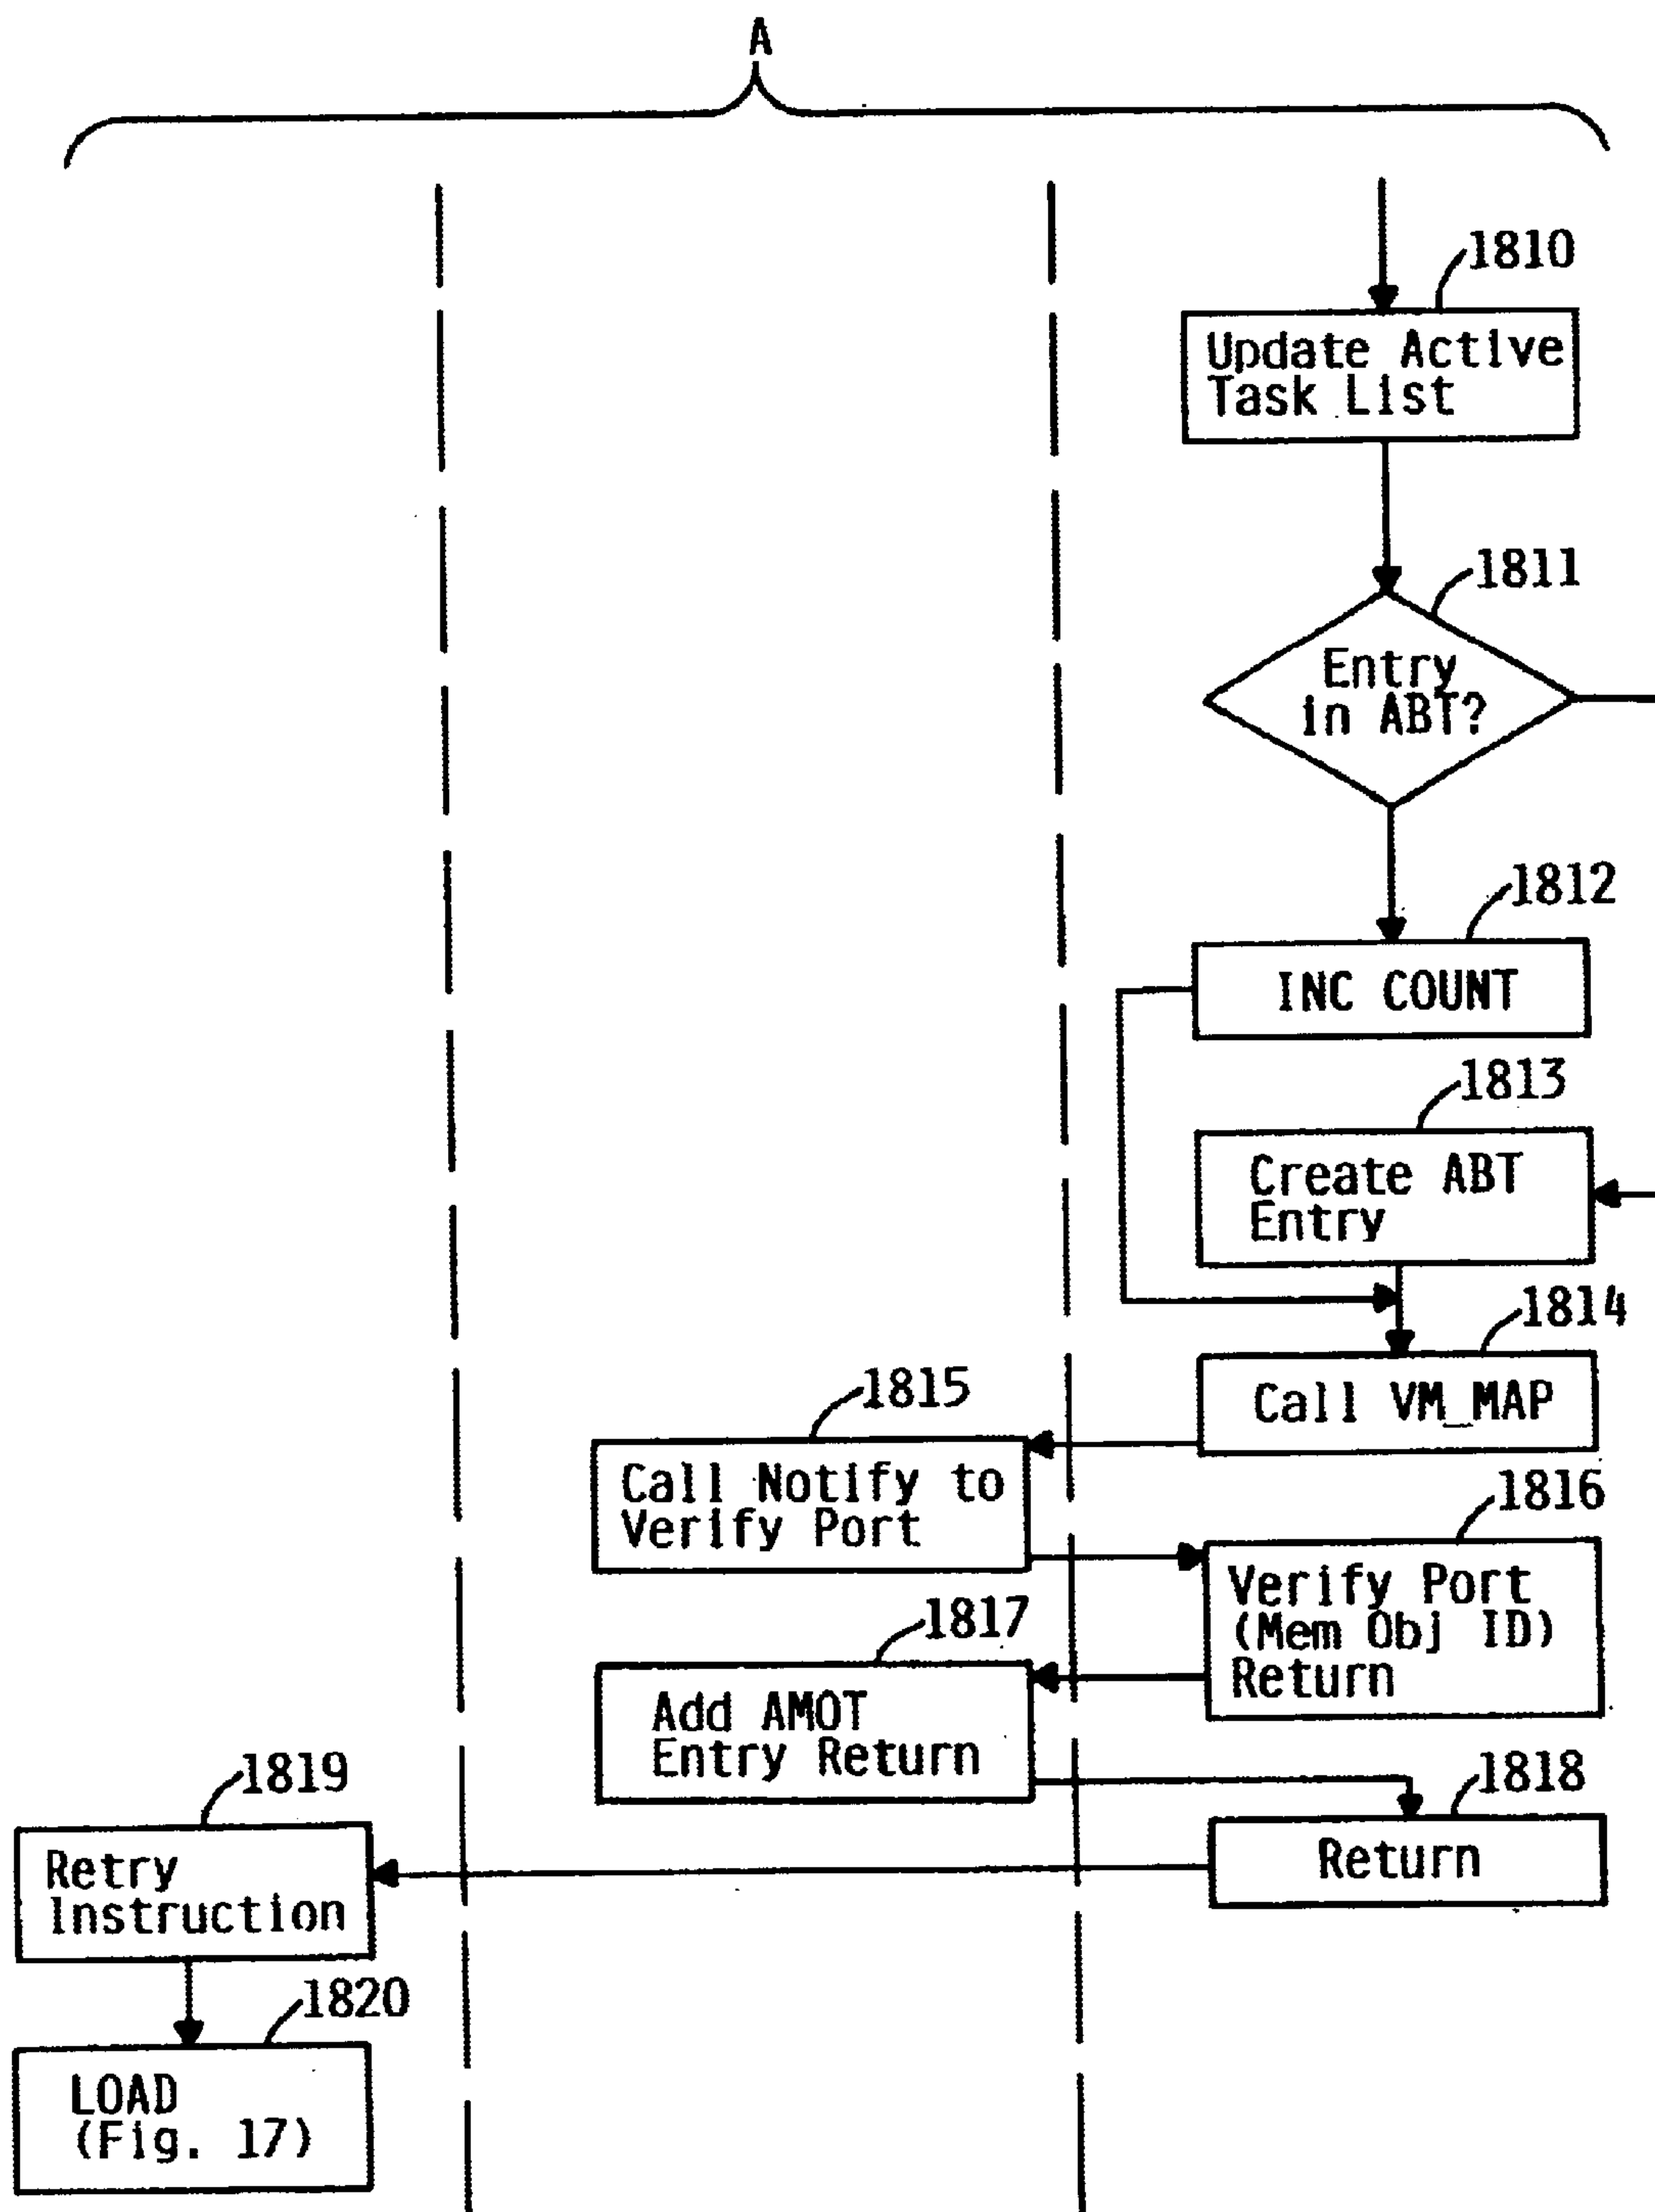 A
1810
Update Active
Task List
1811
Entry
in ABT?
1812
INC COUNT
1813
Create ABT
Entry
1814
Call VM_MAP
1815
Call Notify to
Verify Port
1816
Verify Port
(Mem Obj ID)
Return
1817
Add AMOT
Entry Return
1818
Return
1819
Retry
Instruction
1820
LOAD
(Fig. 17)